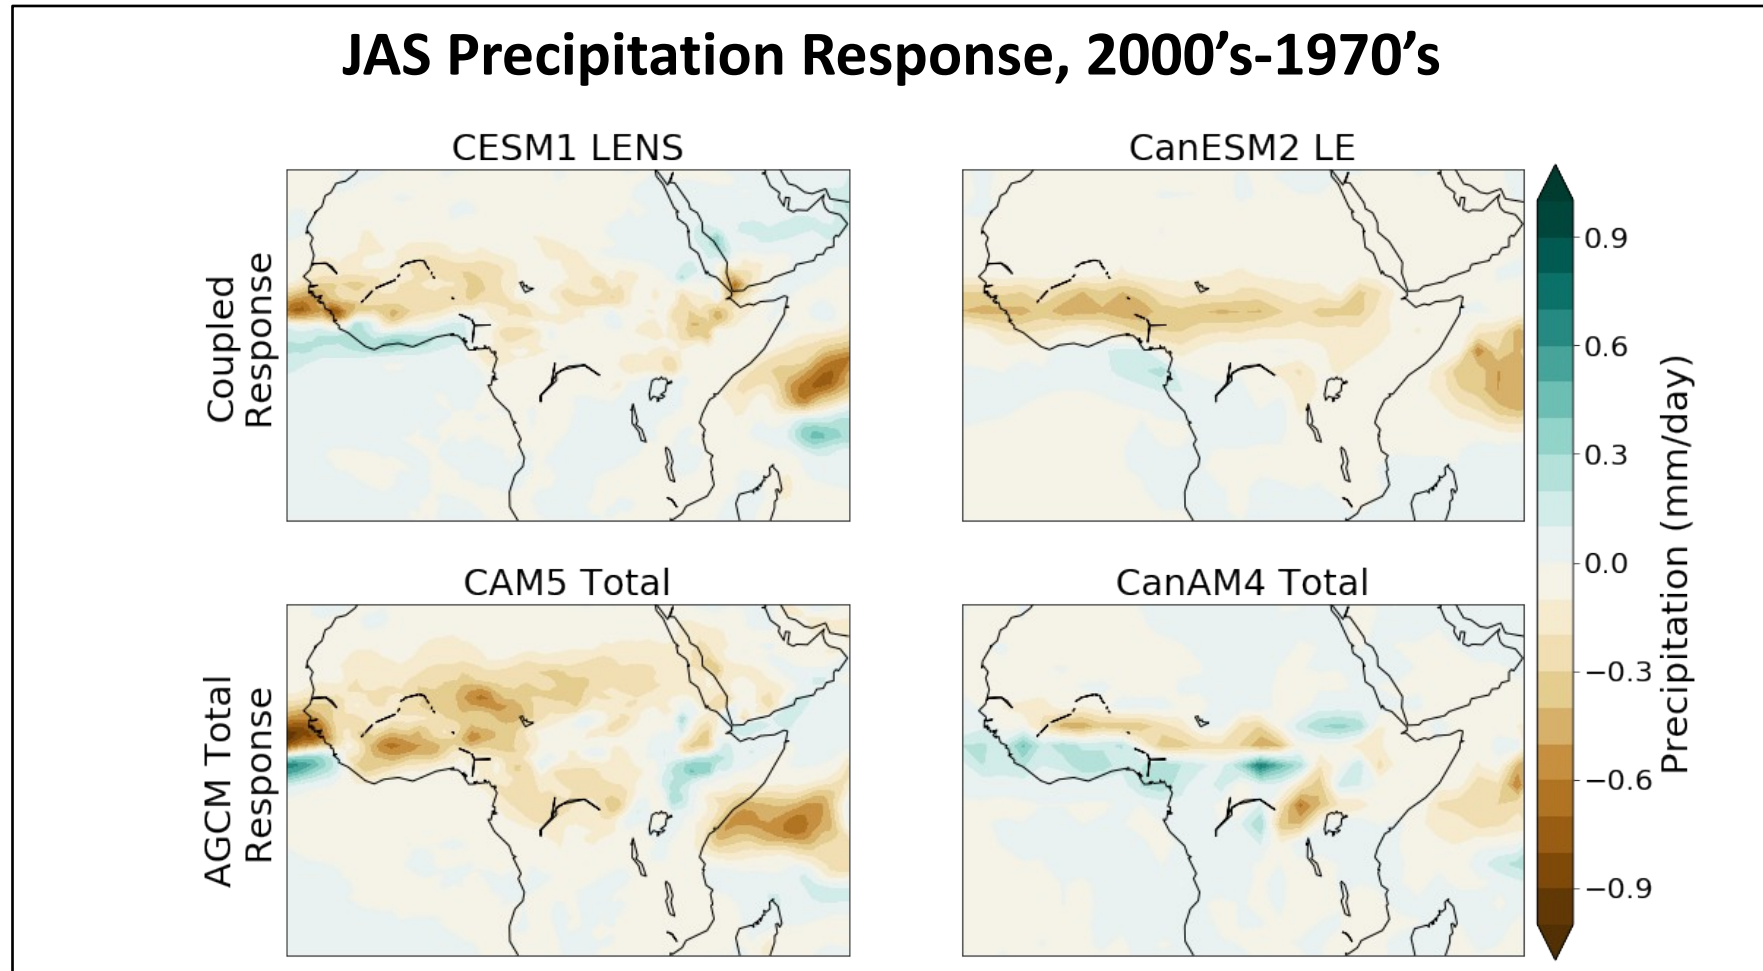 JAS Precipitation Response, 2000’s-1970’s
CESM1 LENS
CanESM2 LE
Coupled
Response
CAM5 Total
CanAM4 Total
AGCM Total
Response
0.9
0.6
0.3
0.0
−0.3
−0.6
−0.9
Precipitation (mm/day)